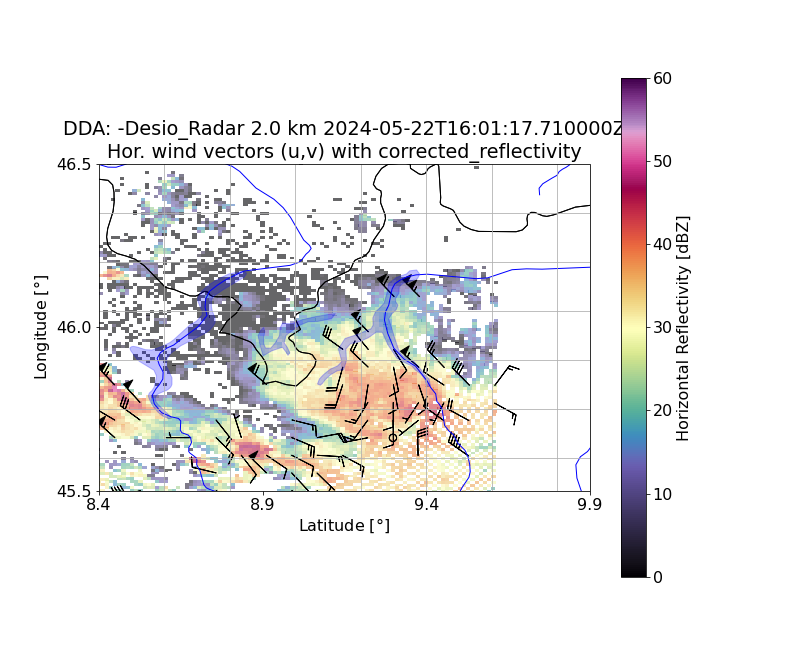 DDA: -Desio_Radar 2.0 km 2024-05-22T16:01:17.710000Z
Hor. wind vectors (u,v) with corrected_reflectivity
46.5
46.0
45.5
Longitude [°]
8.4
8.9
9.4
9.9
Latitude [°]
60
50
40
30
20
10
0
Horizontal Reflectivity [dBZ]